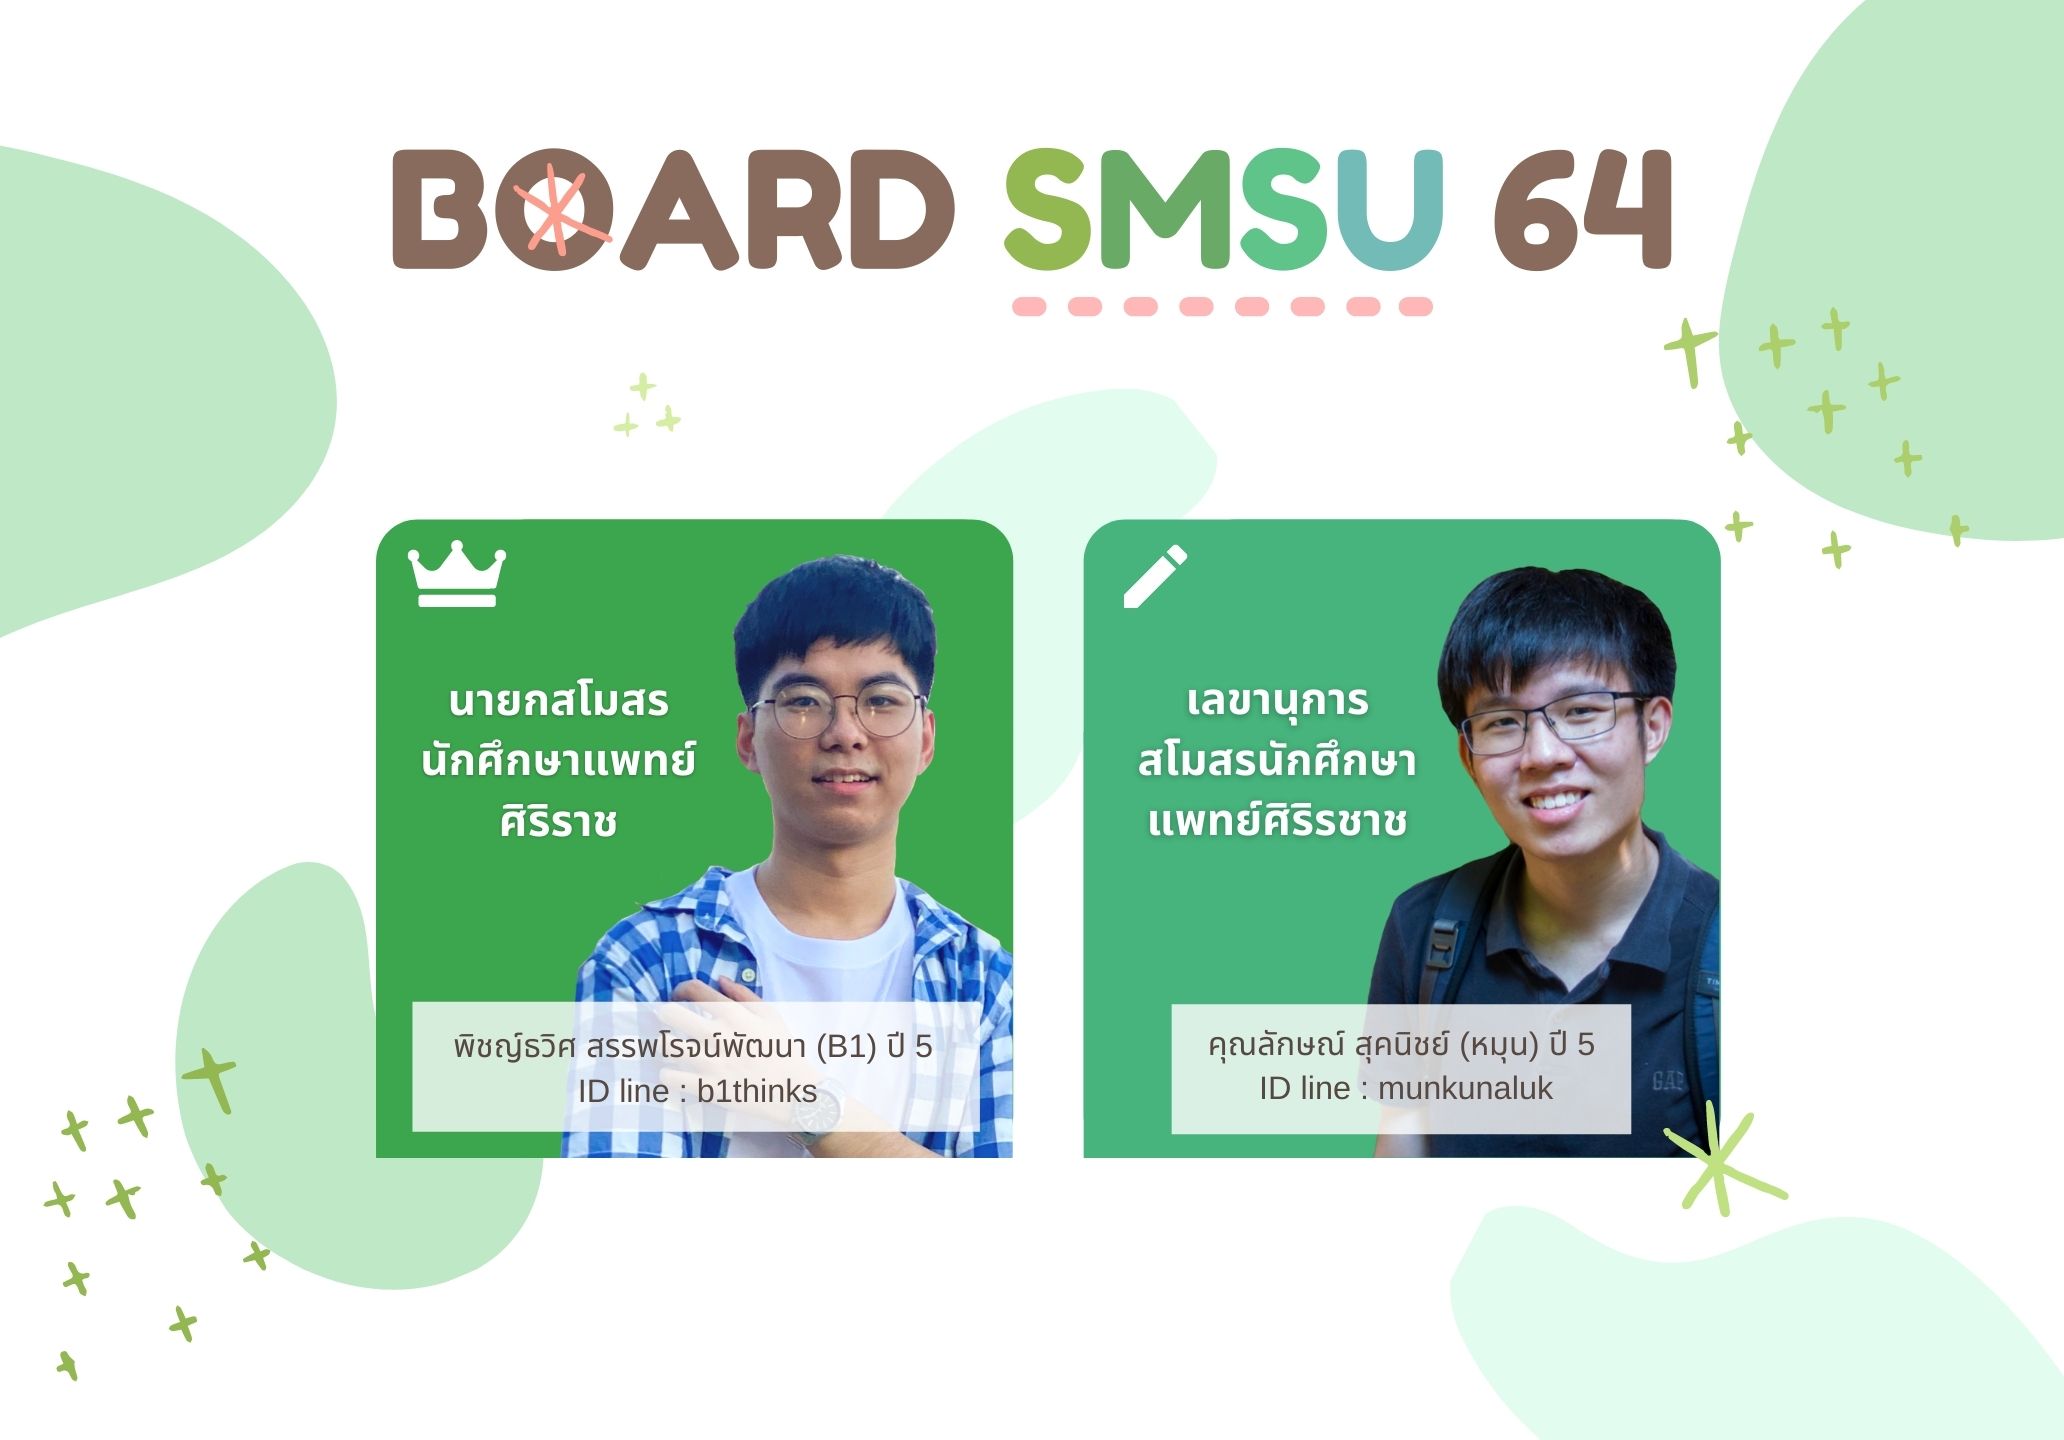 BOARD SMSU 64
นายกสโมสร
นักศึกษาแพทย์
ศิริราช
พิชญ์ธวิศ สรรพโรจน์พัฒนา (B1) ปี 5
ID line : b1thinks
เลขานุการ
สโมสรนักศึกษา
แพทย์ศิริรชาช
คุณลักษณ์ สุคนิชย์ (หมุน) ปี 5
ID line : munkunaluk
GAP